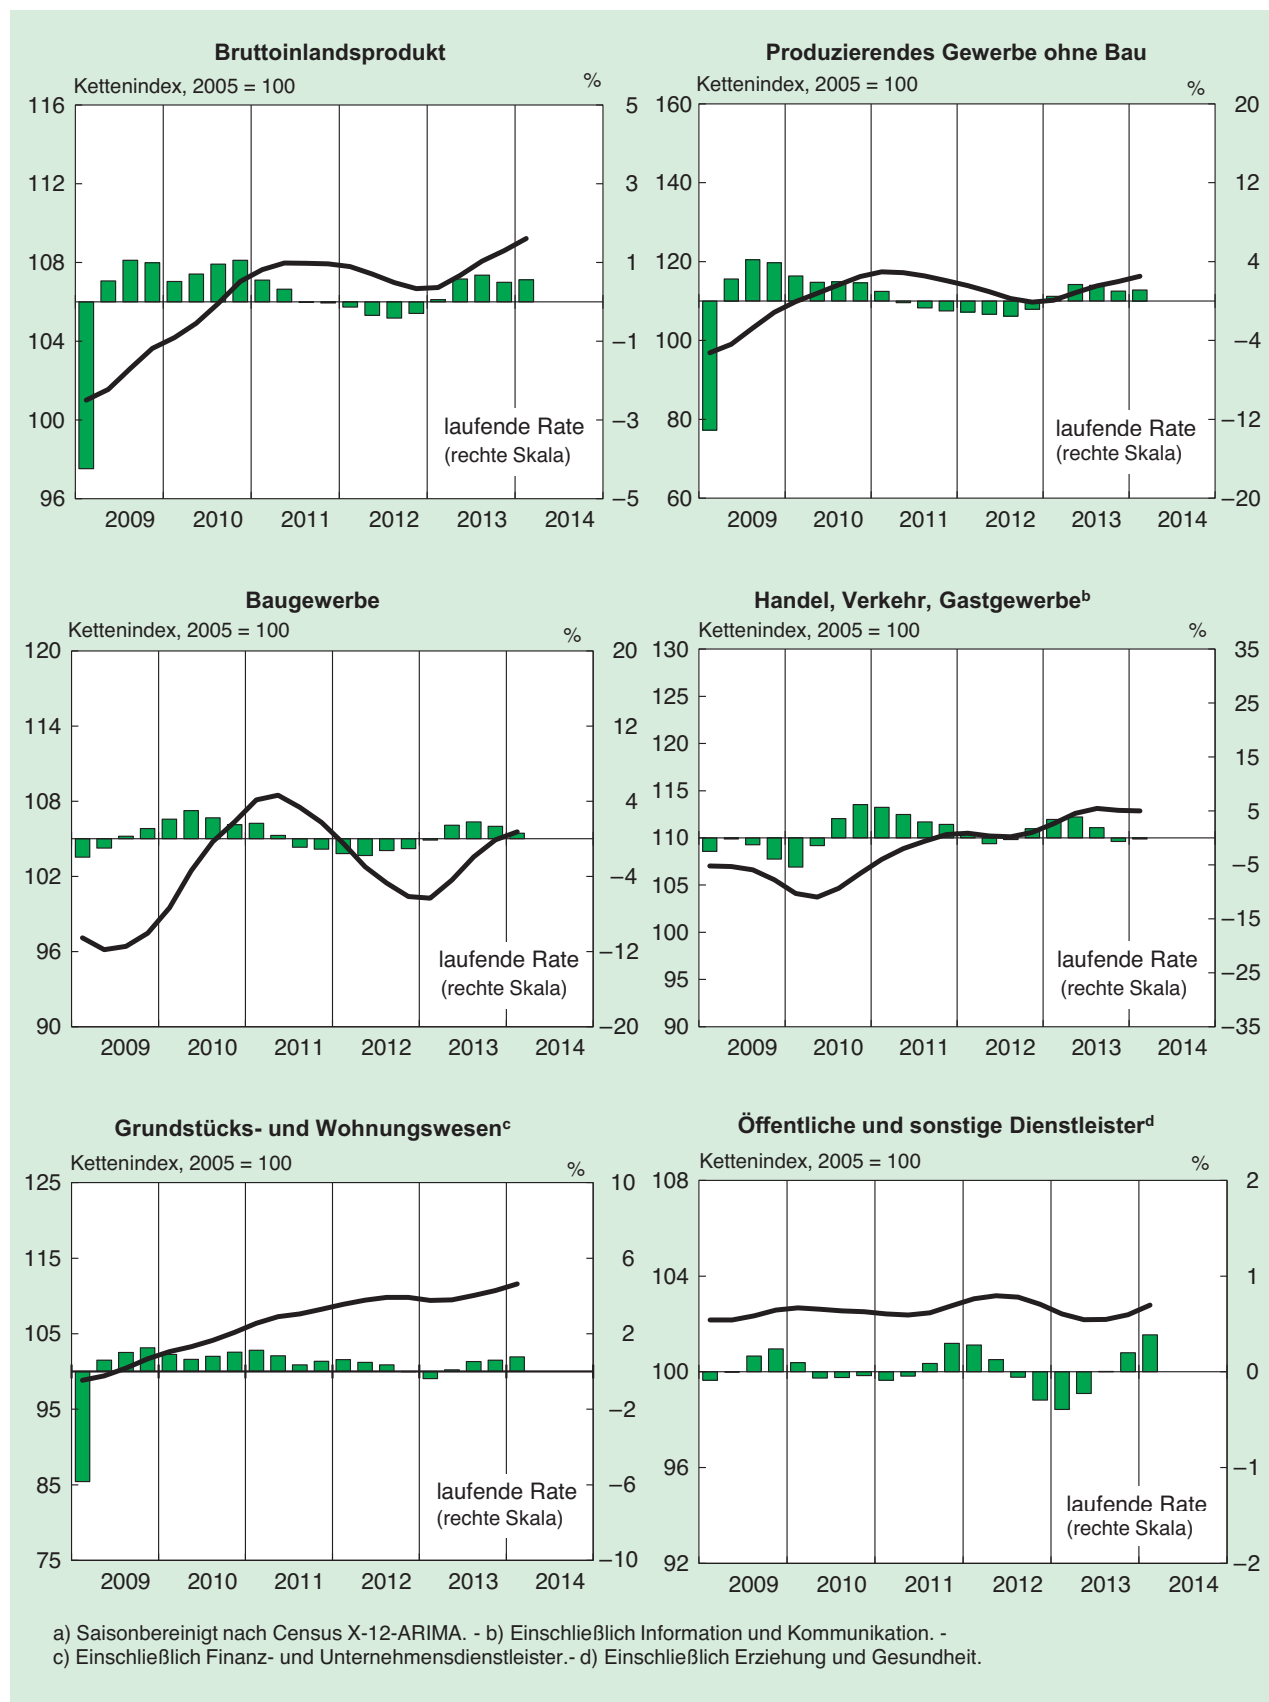 Bruttoinlandsprodukt
Kettenindex, 2005 = 100 %
116 5
112 3
108 1
104 –1
100 –3
96 –5
laufende Rate
(rechte Skala)
2009 2010 2011 2012 2013 2014
Produzierendes Gewerbe ohne Bau
Kettenindex, 2005 = 100 %
160 20
140 12
120 4
100 –4
80 –12
60 –20
laufende Rate
(rechte Skala)
2009 2010 2011 2012 2013 2014
Baugewerbe
Kettenindex, 2005 = 100 %
120 20
114 12
108 4
102 –4
96 –12
90 –20
laufende Rate
(rechte Skala)
2009 2010 2011 2012 2013 2014
Handel, Verkehr, Gastgewerbeᵇ
Kettenindex, 2005 = 100 %
130 35
125 25
120 15
115 5
110 –5
105 –15
100 –25
95 –35
90
laufende Rate
(rechte Skala)
2009 2010 2011 2012 2013 2014
Grundstücks- und Wohnungswesenᶜ
Kettenindex, 2005 = 100 %
125 10
115 6
105 2
95 –2
85 –6
75 –10
laufende Rate
(rechte Skala)
2009 2010 2011 2012 2013 2014
Öffentliche und sonstige Dienstleisterᵈ
Kettenindex, 2005 = 100 %
108 2
104 1
100 0
96 –1
92 –2
laufende Rate
(rechte Skala)
2009 2010 2011 2012 2013 2014
a) Saisonbereinigt nach Census X-12-ARIMA. - b) Einschließlich Information und Kommunikation. -
c) Einschließlich Finanz- und Unternehmensdienstleister.- d) Einschließlich Erziehung und Gesundheit.